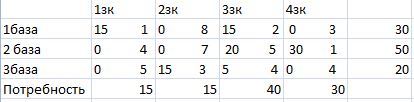 1зк 2зк 3зк 4зк
1база 15 1 0 8 15 2 0 3 30
2 база 0 4 0 7 20 5 30 1 50
3база 0 5 15 3 5 4 0 4 20
Потребность 15 15 40 30